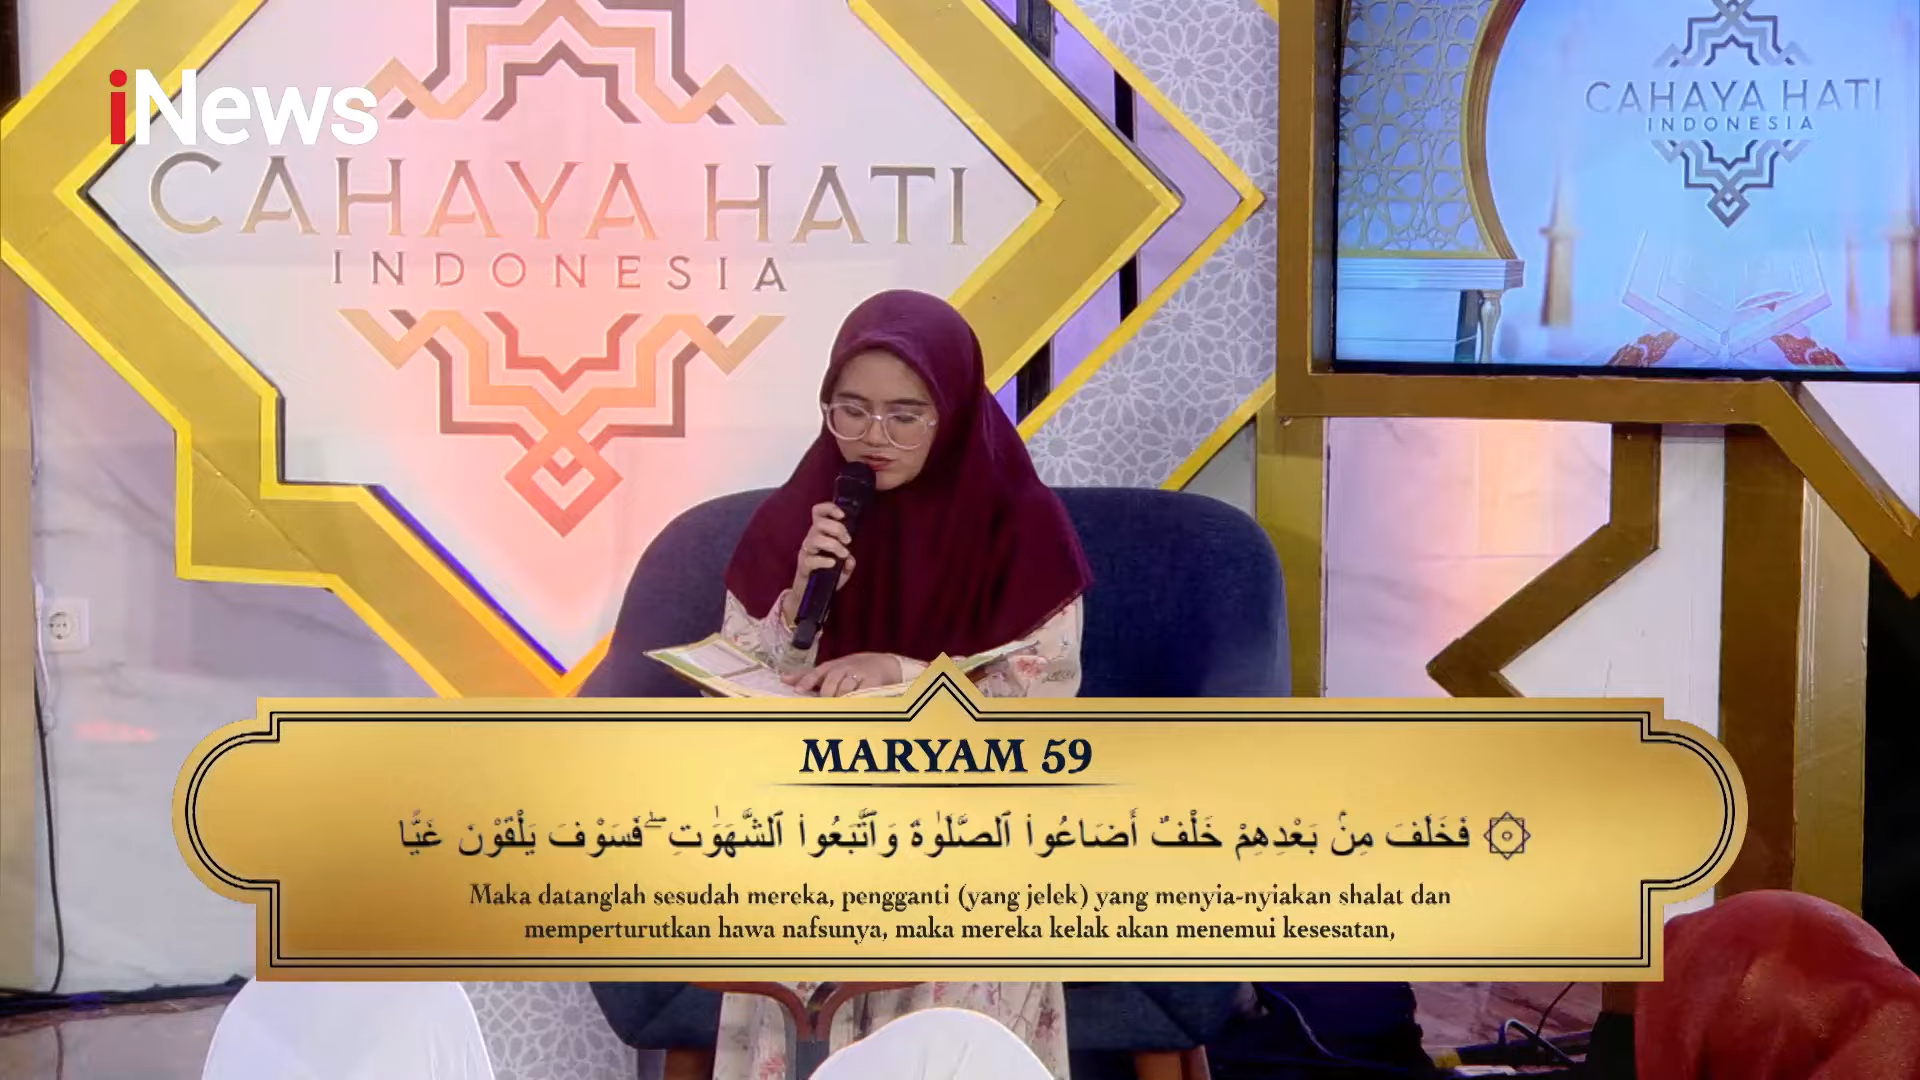 iNews
CAHAYA HATI
INDONESIA
CAHAYA HATI
INDONESIA
MARYAM 59
۞ فَخَلَفَ مِنۢ بَعْدِهِمْ خَلْفٌ أَضَاعُوا۟ ٱلصَّلَوٰةَ وَٱتَّبَعُوا۟ ٱلشَّهَوَٰتِ ۖ فَسَوْفَ يَلْقَوْنَ غَيًّا
Maka datanglah sesudah mereka, pengganti (yang jelek) yang menyia-nyiakan shalat dan
memperturutkan hawa nafsunya, maka mereka kelak akan menemui kesesatan,